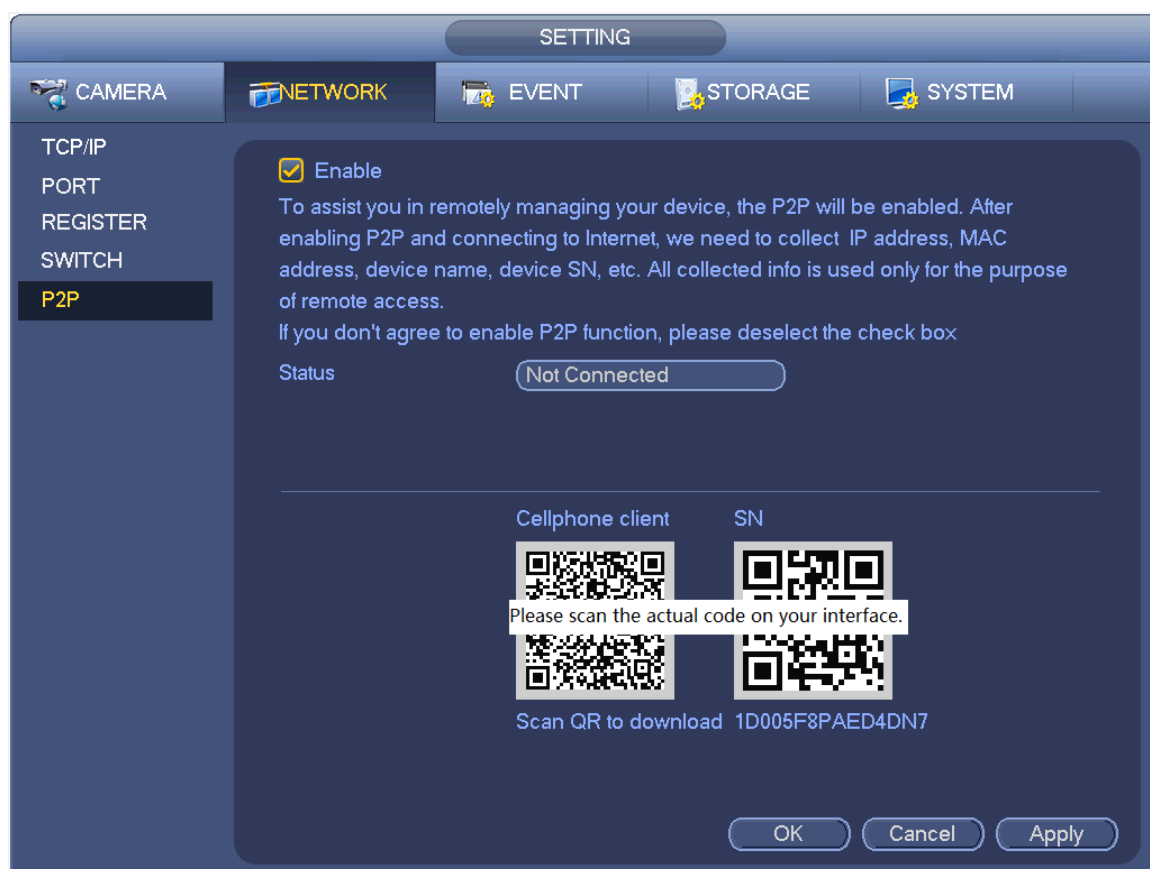 SETTING
CAMERA
NETWORK
EVENT
STORAGE
SYSTEM
TCP/IP
PORT
REGISTER
SWITCH
P2P
Enable
To assist you in remotely managing your device, the P2P will be enabled. After
enabling P2P and connecting to Internet, we need to collect IP address, MAC
address, device name, device SN, etc. All collected info is used only for the purpose
of remote access.
If you don't agree to enable P2P function, please deselect the check box
Status Not Connected
Cellphone client SN
Please scan the actual code on your interface.
Scan QR to download 1D005F8PAED4DN7
OK Cancel Apply